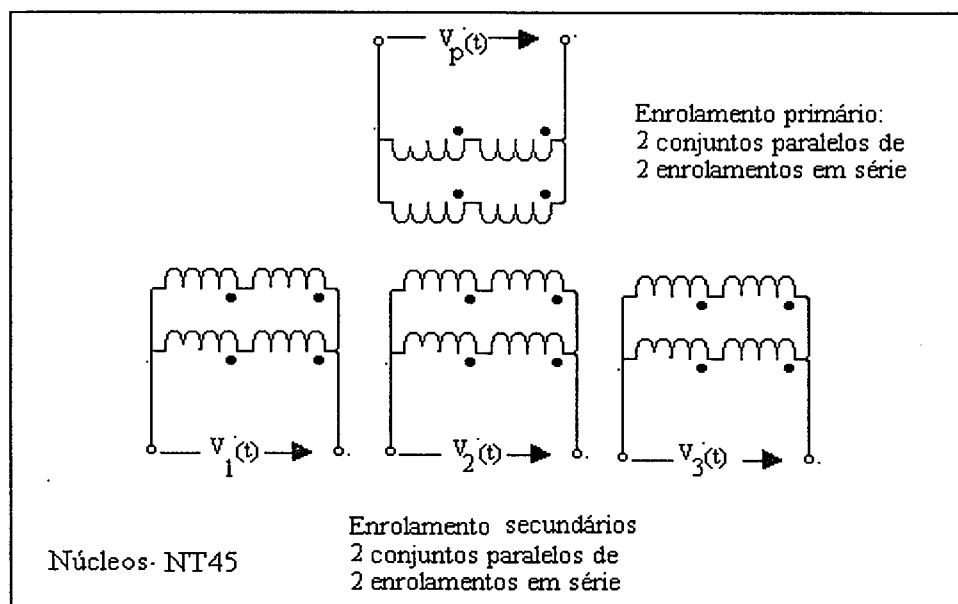 Vp(t)
Enrolamento primário:
2 conjuntos paralelos de
2 enrolamentos em série
V1(t)
V2(t)
V3(t)
Enrolamento secundários
2 conjuntos paralelos de
2 enrolamentos em série
Núcleos- NT45